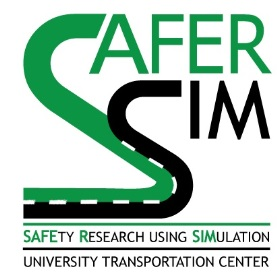 SAFER
SIM
SAFETY RESEARCH USING SIMULATION
UNIVERSITY TRANSPORTATION CENTER